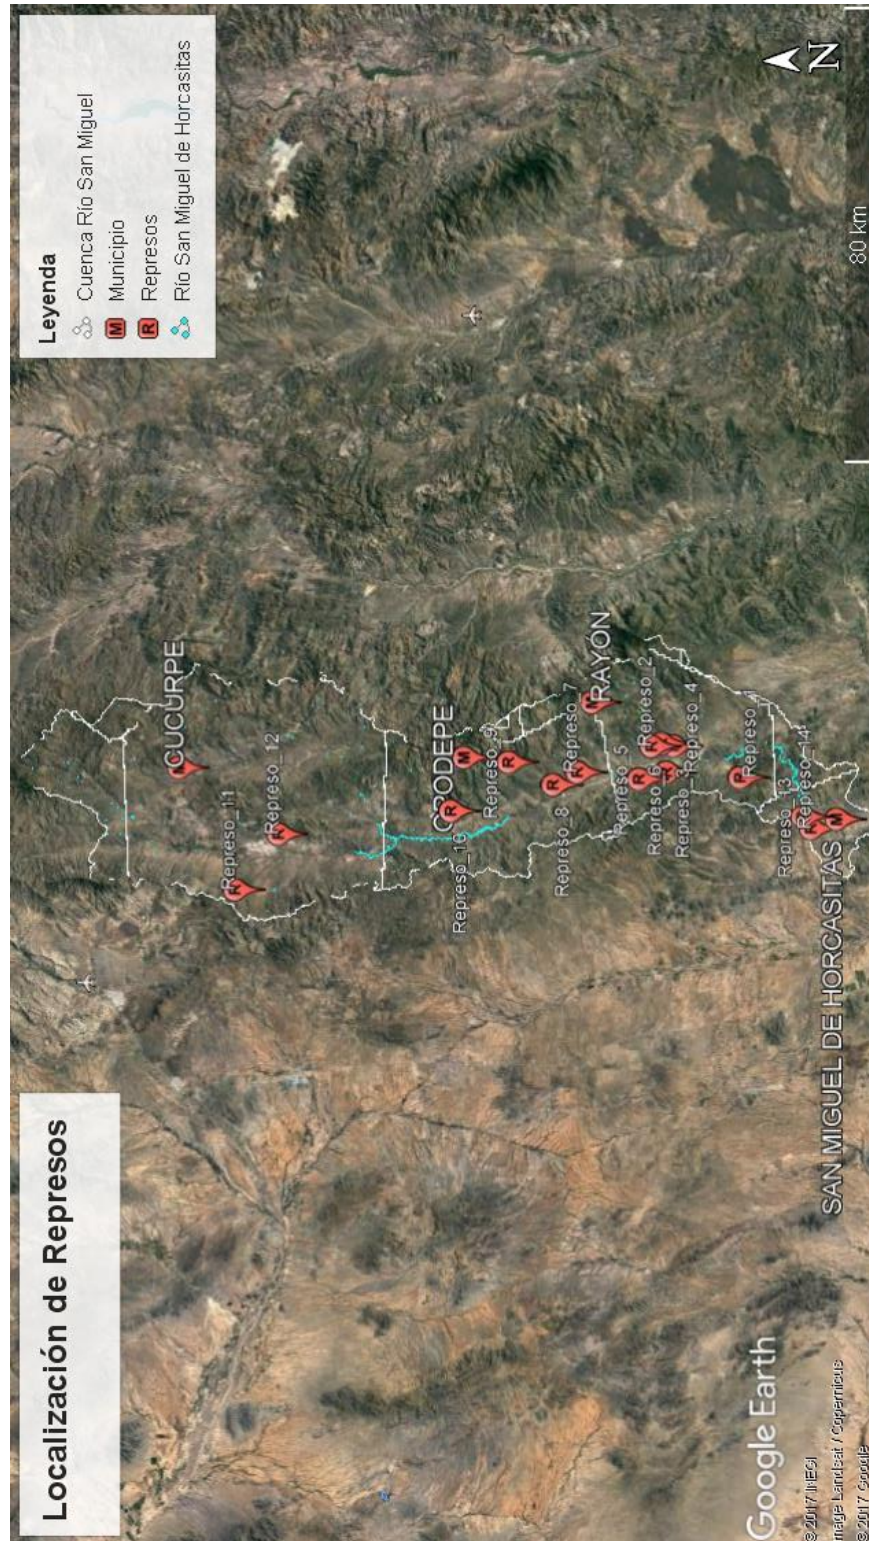 Localización de Represos
Leyenda
Cuenca Río San Miguel
M Municipio
R Represos
Río San Miguel de Horcasitas
CUCURPE
Represo_11
Represo_12
OPODEPE
Represo_10
Represo_9
Represo_8
Represo_7
RAYÓN
Represo_5
Represo_2
Represo_6
Represo_3
Represo_4
Represo_1
Represo_13
Represo_14
SAN MIGUEL DE HORCASITAS
N
80 km
Google Earth
© 2017 INEGI
Image Landsat / Copernicus
© 2017 Google